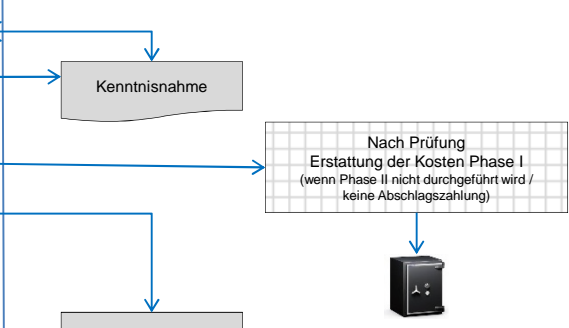 Kenntnisnahme
Nach Prüfung
Erstattung der Kosten Phase I
(wenn Phase II nicht durchgeführt wird /
keine Abschlagszahlung)